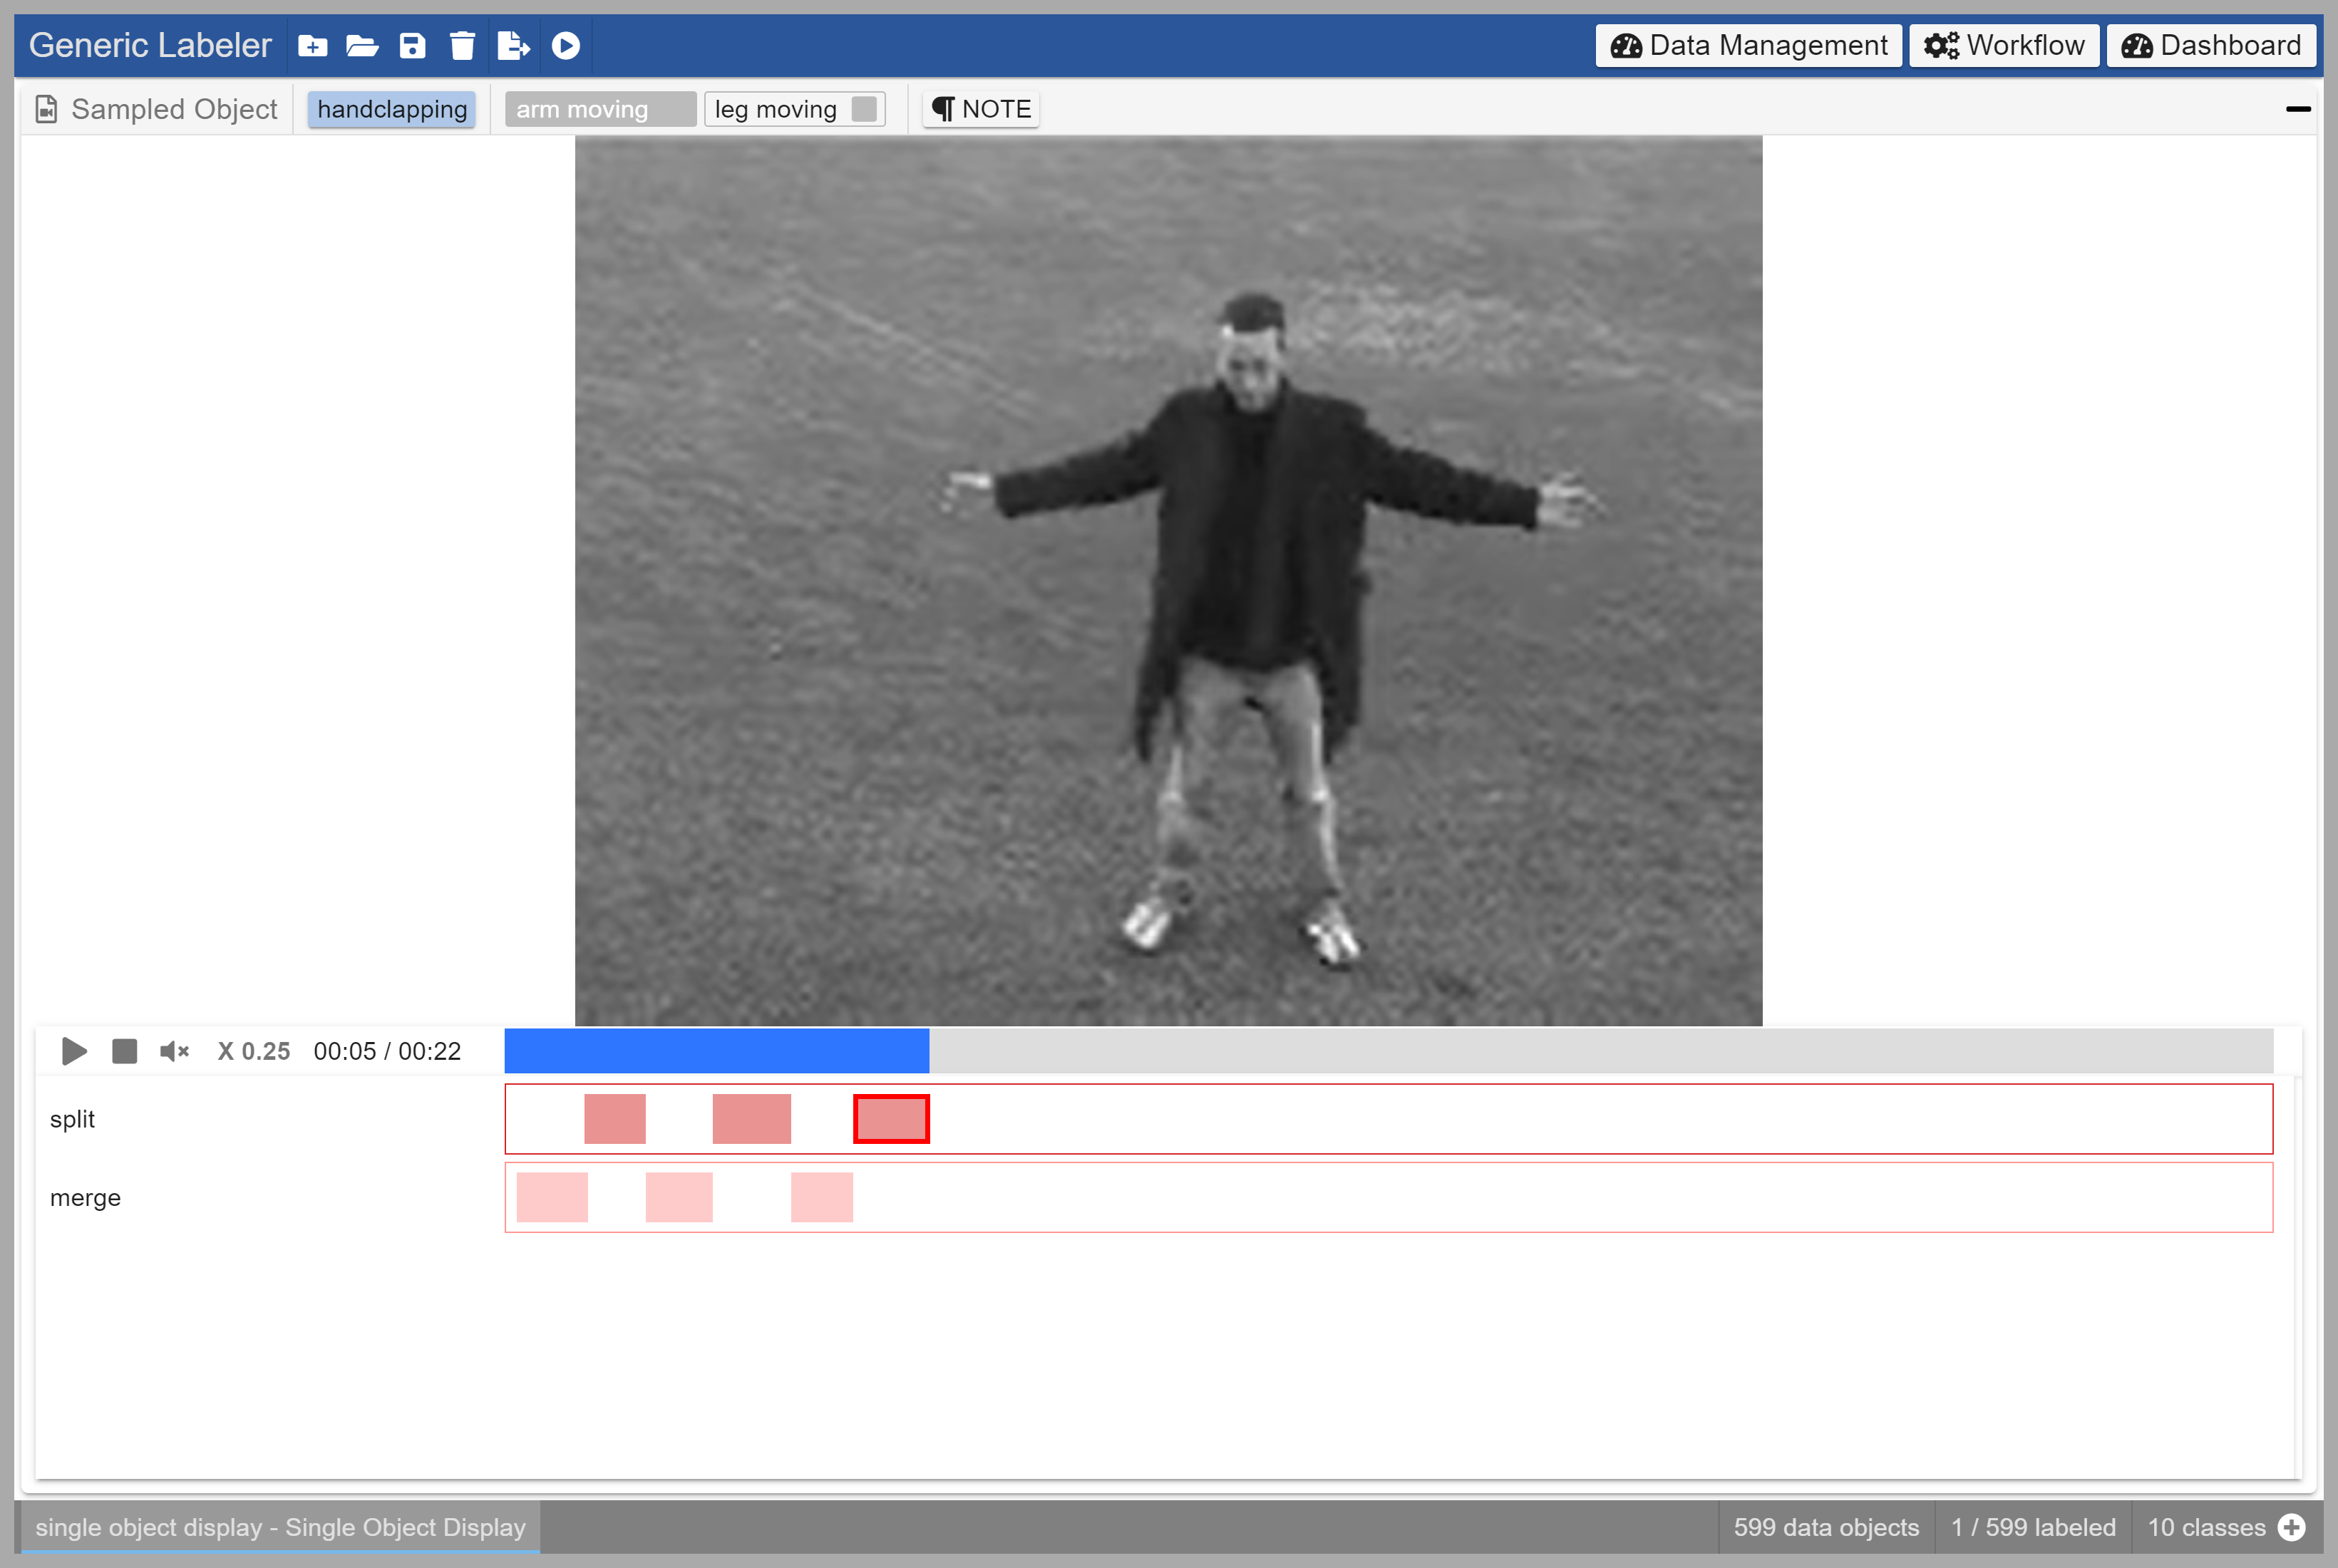 Generic Labeler
Data Management
Workflow
Dashboard
Sampled Object
handclapping
arm moving
leg moving
NOTE
X 0.25
00:05 / 00:22
split
merge
single object display - Single Object Display
599 data objects
1 / 599 labeled
10 classes